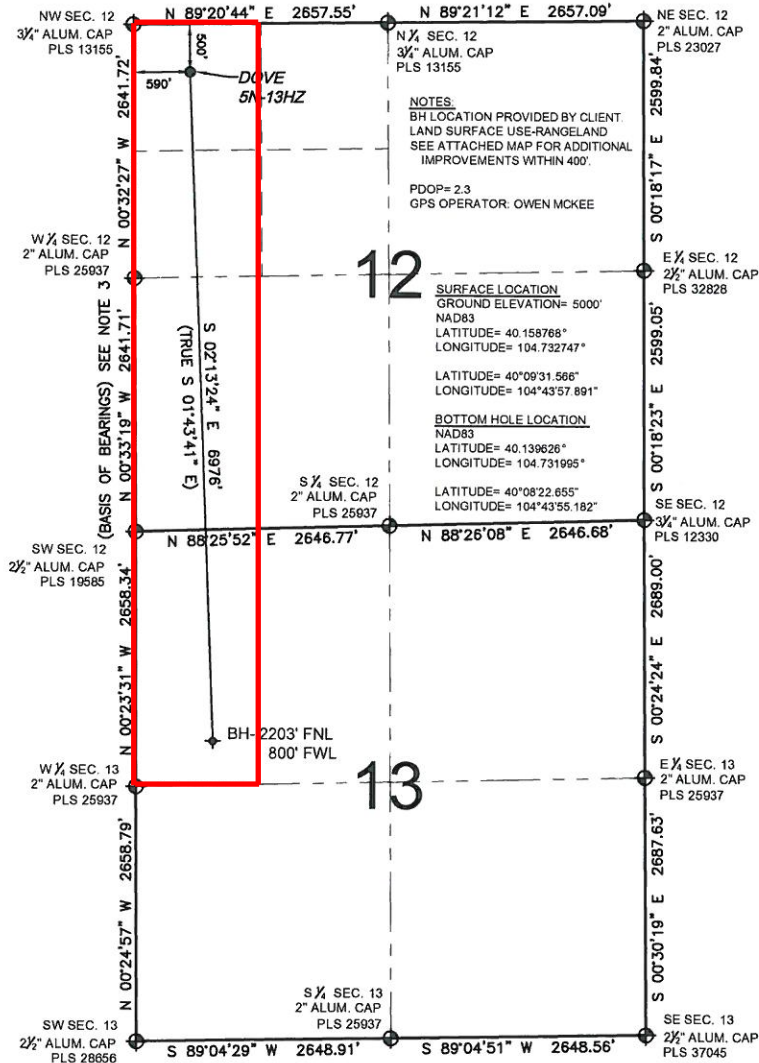 NW SEC. 12
3¼" ALUM. CAP
PLS 13155
N 89°20'44" E 2657.55'
N 89°21'12" E 2657.09'
NE SEC. 12
2" ALUM. CAP
PLS 23027
N ¼ SEC. 12
3¼" ALUM. CAP
PLS 13155
500'
590'
DOVE
5N-13HZ
N 00°32'27" W 2641.72'
S 00°18'17" E 2599.84'
NOTES:
BH LOCATION PROVIDED BY CLIENT.
LAND SURFACE USE-RANGELAND
SEE ATTACHED MAP FOR ADDITIONAL
IMPROVEMENTS WITHIN 400'.
PDOP= 2.3
GPS OPERATOR: OWEN MCKEE
W ¼ SEC. 12
2" ALUM. CAP
PLS 25937
12
E ¼ SEC. 12
2½" ALUM. CAP
PLS 32828
SURFACE LOCATION
GROUND ELEVATION= 5000'
NAD83
LATITUDE= 40.158768°
LONGITUDE= 104.732747°
LATITUDE= 40°09'31.566"
LONGITUDE= 104°43'57.891"
BOTTOM HOLE LOCATION
NAD83
LATITUDE= 40.139626°
LONGITUDE= 104.731995°
LATITUDE= 40°08'22.655"
LONGITUDE= 104°43'55.182"
(BASIS OF BEARINGS) SEE NOTE 3
N 00°33'19" W 2641.71'
S 02°13'24" E 6976'
(TRUE S 01°43'41" E)
S 00°18'23" E 2599.05'
S ¼ SEC. 12
2" ALUM. CAP
PLS 25937
SE SEC. 12
3¼" ALUM. CAP
PLS 12330
N 88°25'52" E 2646.77'
N 88°26'08" E 2646.68'
SW SEC. 12
2½" ALUM. CAP
PLS 19585
N 00°23'31" W 2658.34'
S 00°24'24" E 2689.00'
BH- 2203' FNL
800' FWL
W ¼ SEC. 13
2" ALUM. CAP
PLS 25937
13
E ¼ SEC. 13
2" ALUM. CAP
PLS 25937
N 00°24'57" W 2658.79'
S 00°30'19" E 2687.63'
S ¼ SEC. 13
2" ALUM. CAP
PLS 25937
SW SEC. 13
2½" ALUM. CAP
PLS 28656
S 89°04'29" W 2648.91'
S 89°04'51" W 2648.56'
SE SEC. 13
2½" ALUM. CAP
PLS 37045